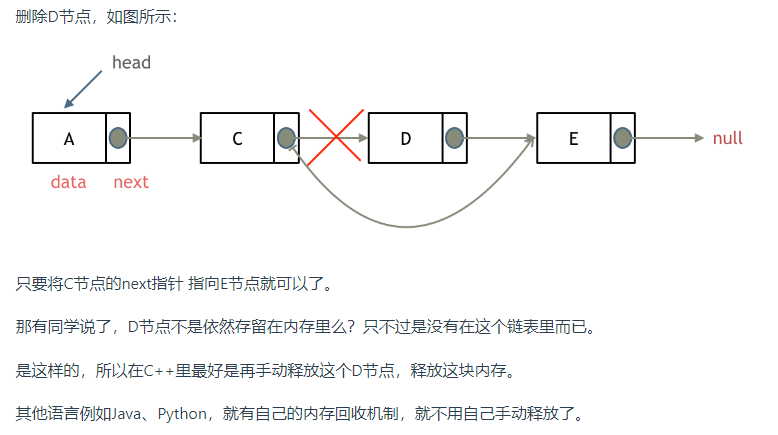 删除D节点，如图所示：
head
A
C
D
E
null
data
next
只要将C节点的next指针 指向E节点就可以了。
那有同学说了，D节点不是依然存留在内存里么？只不过是没有在这个链表里而已。
是这样的，所以在C++里最好是再手动释放这个D节点，释放这块内存。
其他语言例如Java、Python，就有自己的内存回收机制，就不用自己手动释放了。